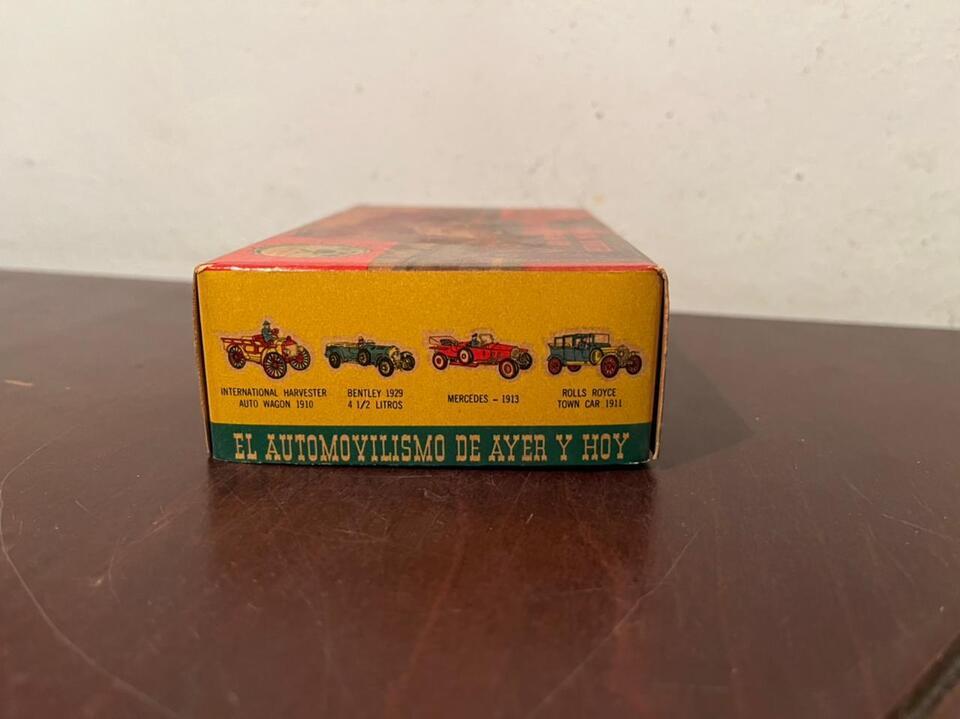 INTERNATIONAL HARVESTER
AUTO WAGON 1910
BENTLEY 1929
4 1/2 LITROS
MERCEDES - 1913
ROLLS ROYCE
TOWN CAR 1911
EL AUTOMOVILISMO DE AYER Y HOY